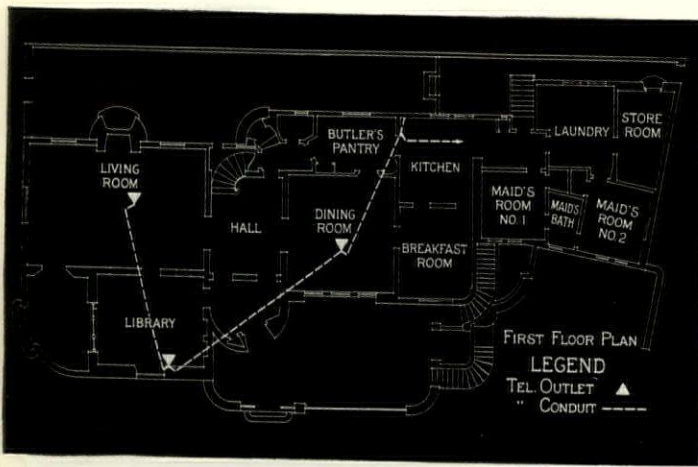 LIVING
ROOM
LIBRARY
HALL
BUTLER'S
PANTRY
DINING
ROOM
KITCHEN
BREAKFAST
ROOM
LAUNDRY
STORE
ROOM
MAID'S
ROOM
NO. 1
MAID'S
BATH
MAID'S
ROOM
NO. 2
FIRST FLOOR PLAN
LEGEND
TEL. OUTLET
" CONDUIT